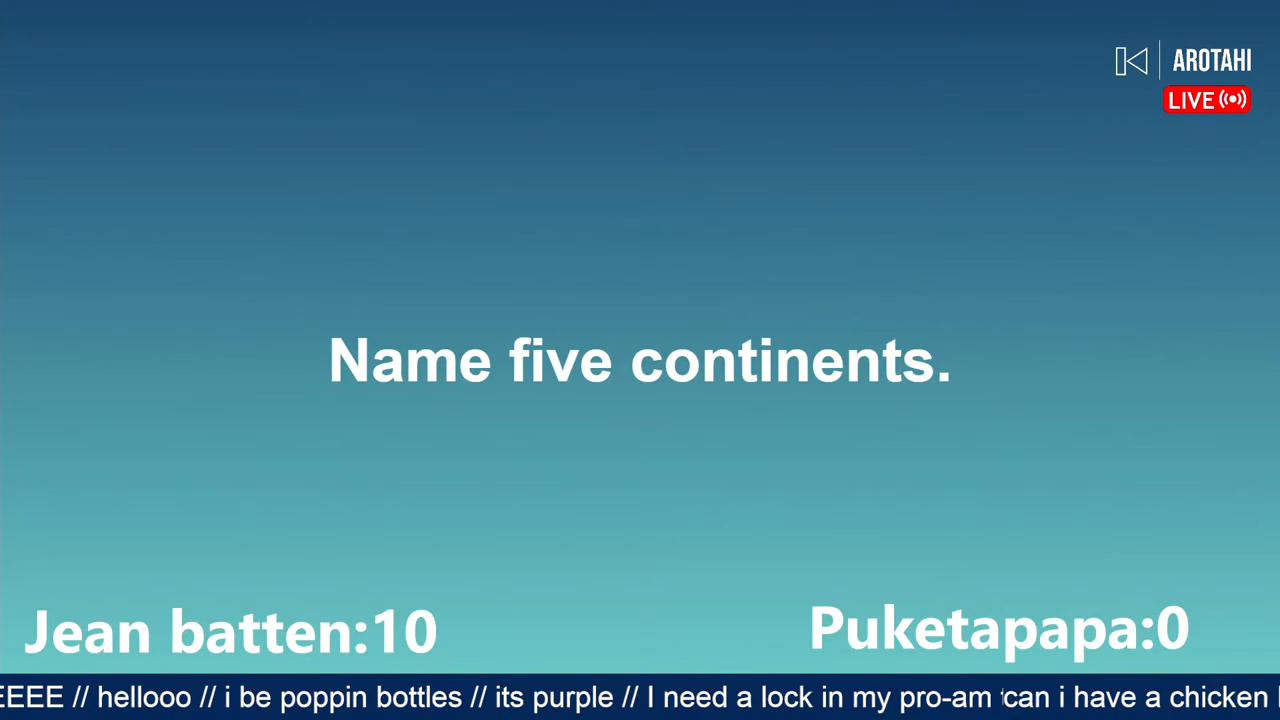 AROTAHI
LIVE
Name five continents.
Jean batten:10
Puketapapa:0
EEEE // hellooo // i be poppin bottles // its purple // I need a lock in my pro-am can i have a chicken